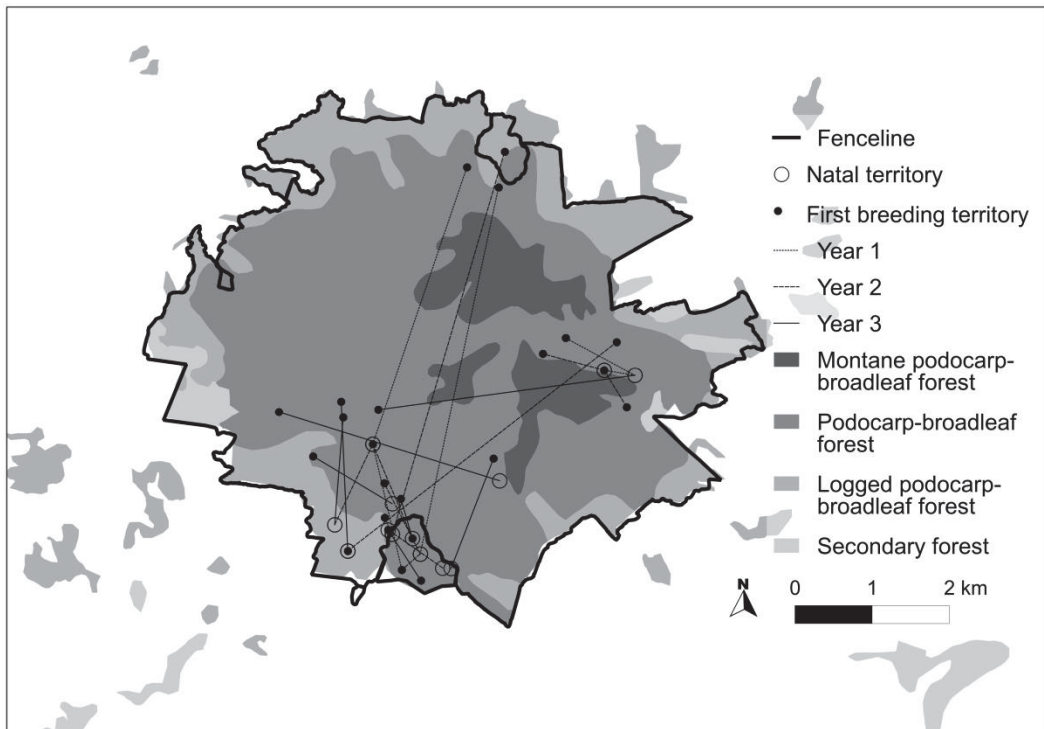 Fenceline
Natal territory
First breeding territory
Year 1
Year 2
Year 3
Montane podocarp-
broadleaf forest
Podocarp-broadleaf
forest
Logged podocarp-
broadleaf forest
Secondary forest
N
0 1 2 km